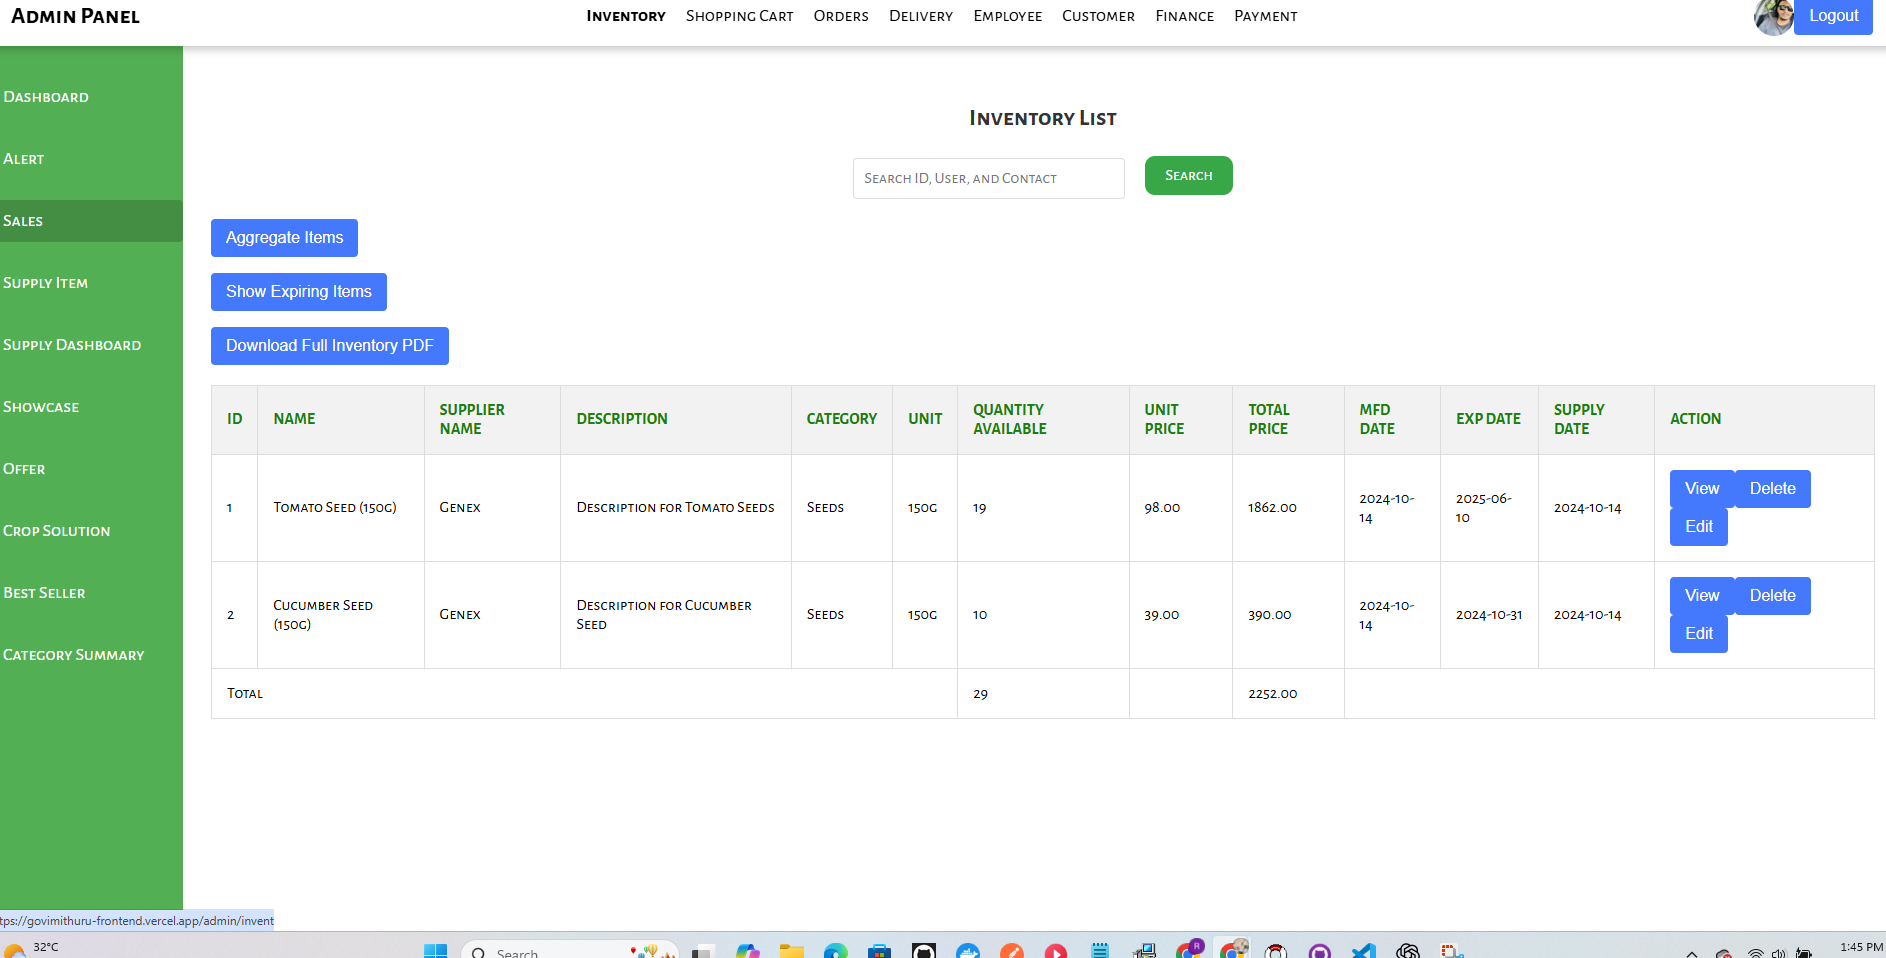 Admin Panel
Inventory Shopping Cart Orders Delivery Employee Customer Finance Payment
Logout
Dashboard
Alert
Sales
Supply Item
Supply Dashboard
Showcase
Offer
Crop Solution
Best Seller
Category Summary
Inventory List
Search ID, User, and Contact
Search
Aggregate Items
Show Expiring Items
Download Full Inventory PDF
ID NAME SUPPLIER NAME DESCRIPTION CATEGORY UNIT QUANTITY AVAILABLE UNIT PRICE TOTAL PRICE MFD DATE EXP DATE SUPPLY DATE ACTION
1 Tomato Seed (150g) Genex Description for Tomato Seeds Seeds 150g 19 98.00 1862.00 2024-10-14 2025-06-10 2024-10-14 View Delete Edit
2 Cucumber Seed (150g) Genex Description for Cucumber Seed Seeds 150g 10 39.00 390.00 2024-10-14 2024-10-31 2024-10-14 View Delete Edit
Total 29 2252.00
tps://govimithuru-frontend.vercel.app/admin/invent
32°C
Search
R
1:45 PM